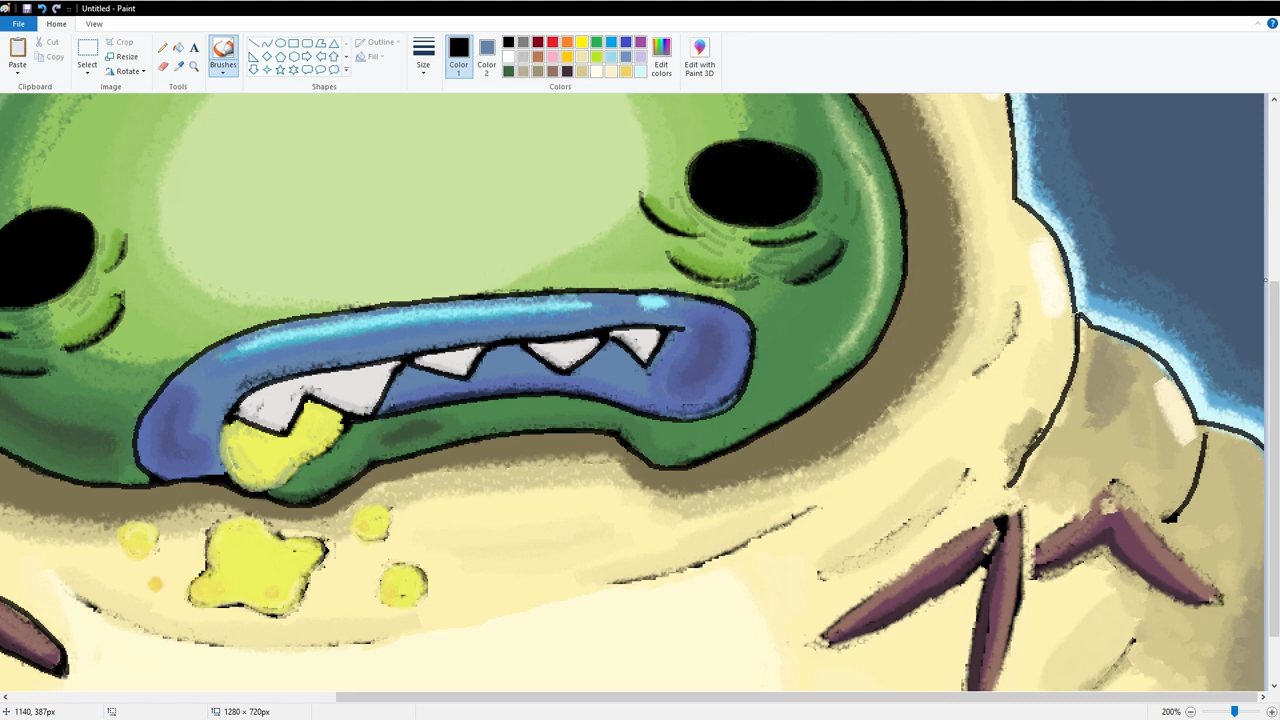 Untitled - Paint
File Home View
Paste Cut Copy Select Crop Resize Rotate Brushes Outline Fill Size Color 1 Color 2 Edit colors Edit with Paint 3D
Clipboard Image Tools Shapes Colors
1140, 387px 1280 × 720px 200%